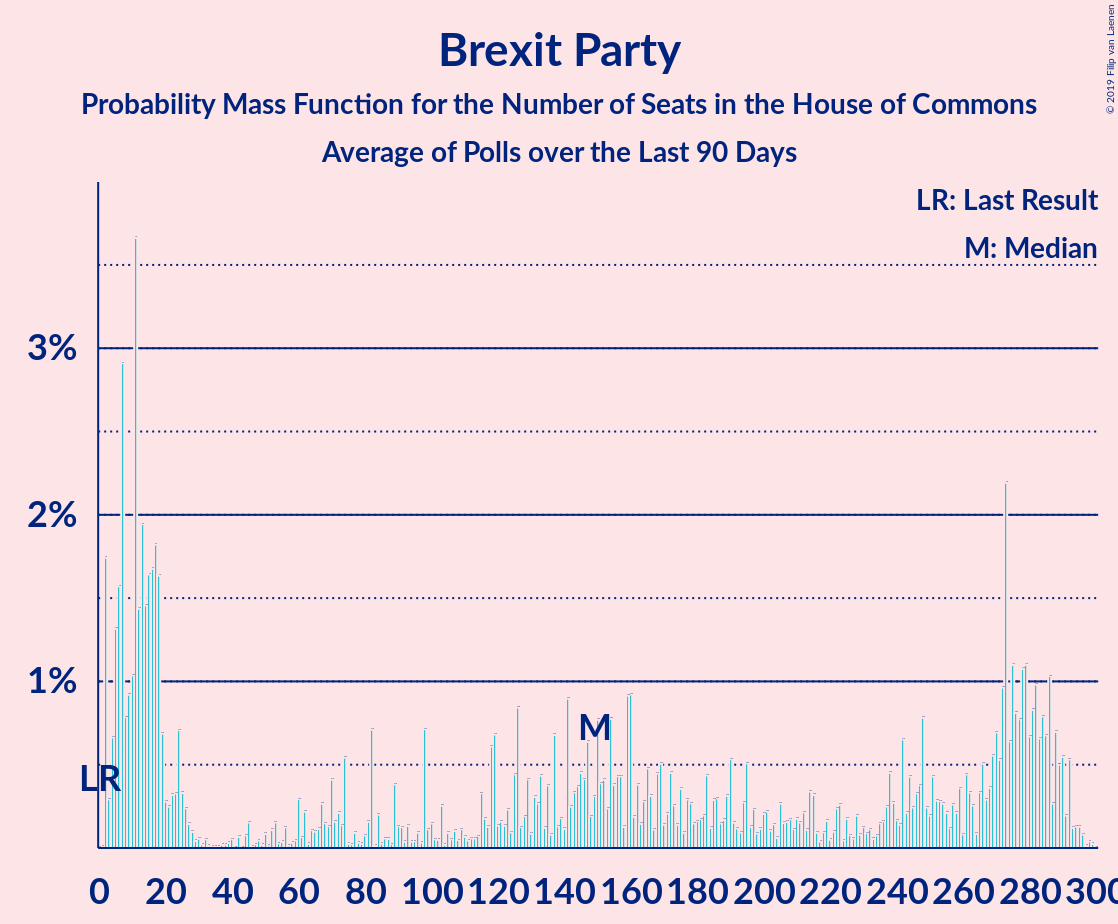 Brexit Party
Probability Mass Function for the Number of Seats in the House of Commons
Average of Polls over the Last 90 Days
© 2019 Filip van Laenen
LR: Last Result
M: Median
3%
2%
1%
LR
M
0 20 40 60 80 100 120 140 160 180 200 220 240 260 280 300